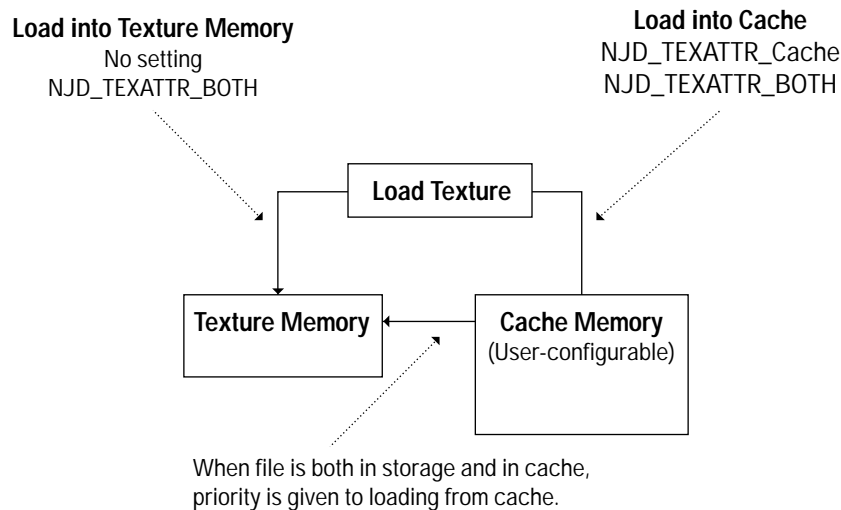 Load into Texture Memory
No setting
NJD_TEXATTR_BOTH
Load into Cache
NJD_TEXATTR_Cache
NJD_TEXATTR_BOTH
Load Texture
Texture Memory
Cache Memory
(User-configurable)
When file is both in storage and in cache,
priority is given to loading from cache.